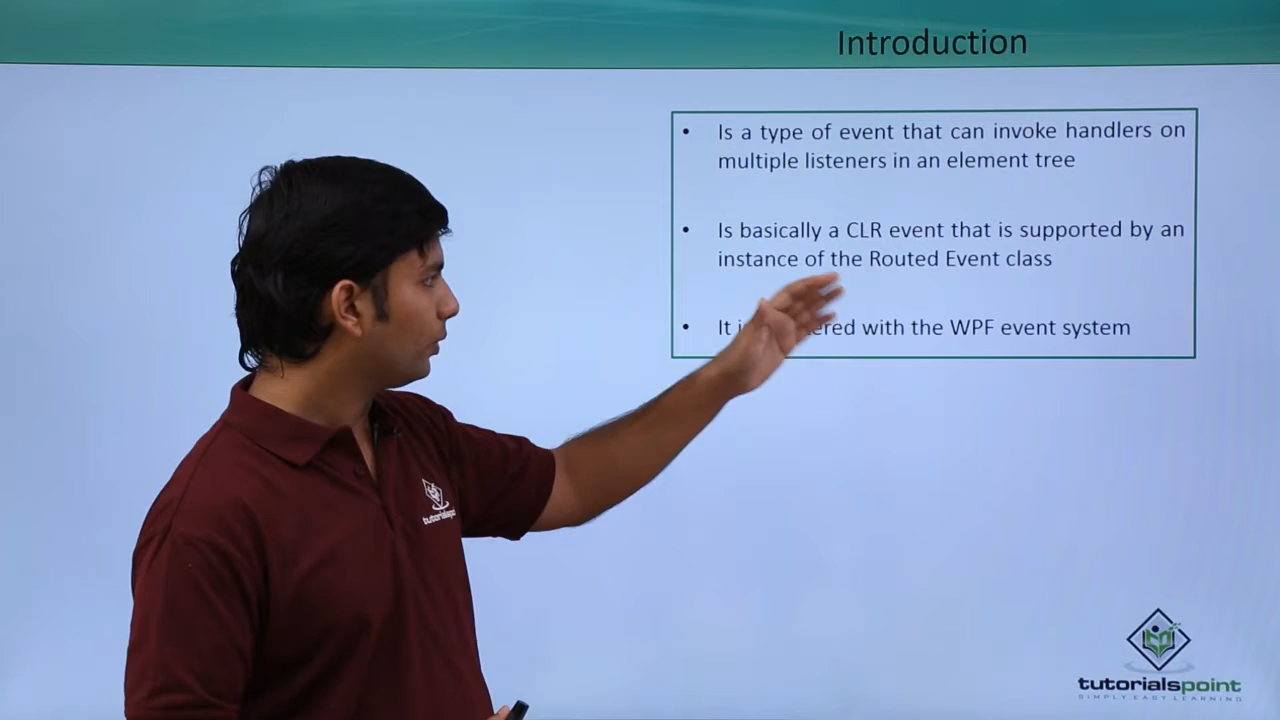 Introduction
• Is a type of event that can invoke handlers on
multiple listeners in an element tree
• Is basically a CLR event that is supported by an
instance of the Routed Event class
• It with the WPF event system
tutorialspoint
SIMPLY EASY LEARNING